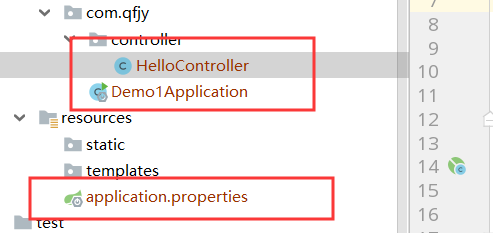 com.qfjy
controller
HelloController
Demo1Application
resources
static
templates
application.properties
test
8
9
10
11
12
13
14
15
16
17